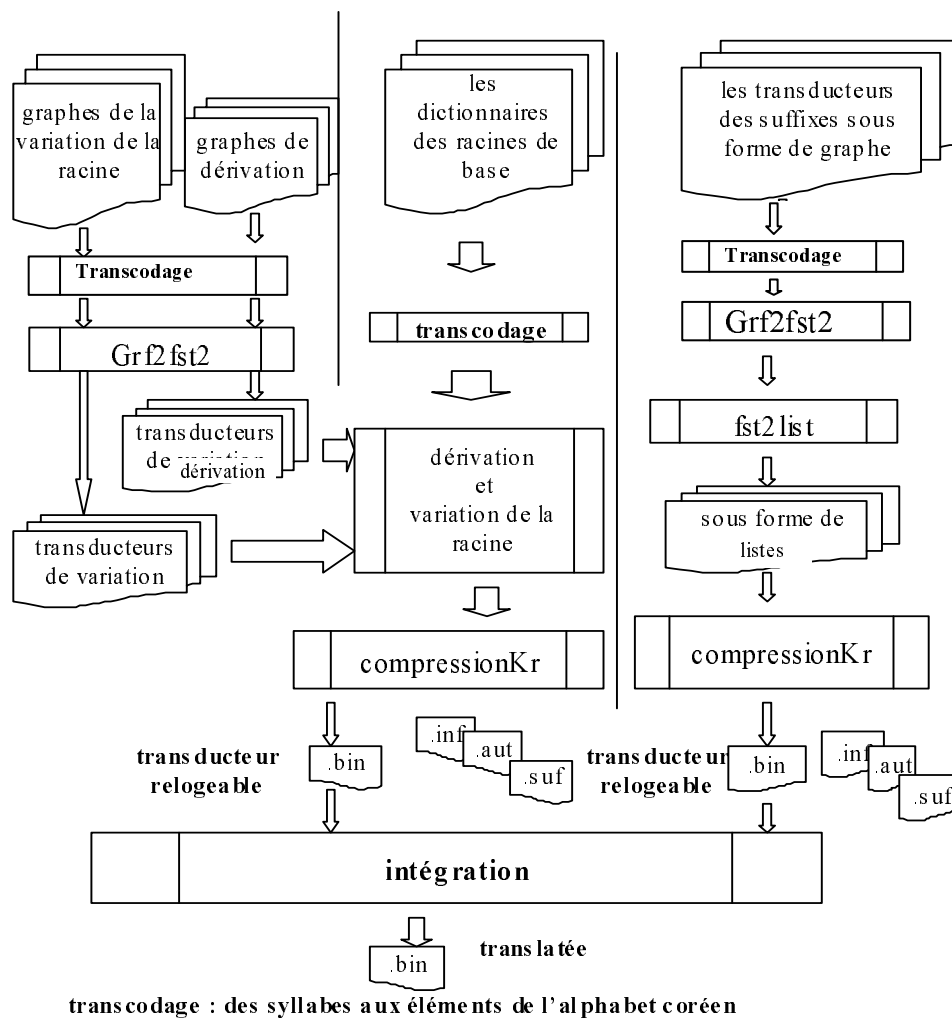 graphes de la
variation de la
racine
graphes de
dérivation
Transcodage
Grf2fst2
transducteurs
de variation
dérivation
transducteurs
de variation
les
dictionnaires
des racines de
base
transcodage
dérivation
et
variation de la
racine
compressionKr
transducteur
relogeable
.bin
.inf
.aut
.suf
les transducteurs
des suffixes sous
forme de graphe
Transcodage
Grf2fst2
fst2list
sous forme de
listes
compressionKr
transducteur
relogeable
.bin
.inf
.aut
.suf
intégration
.bin
translatée
transcodage : des syllabes aux éléments de l'alphabet coréen